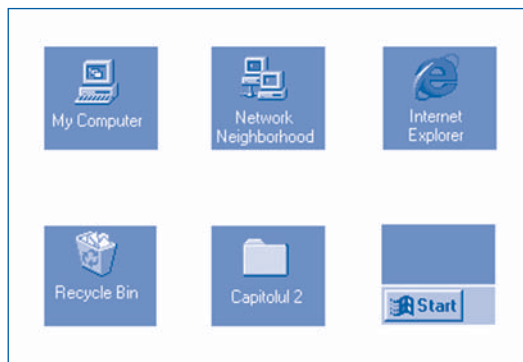 My Computer
Network
Neighborhood
Internet
Explorer
Recycle Bin
Capitolul 2
Start